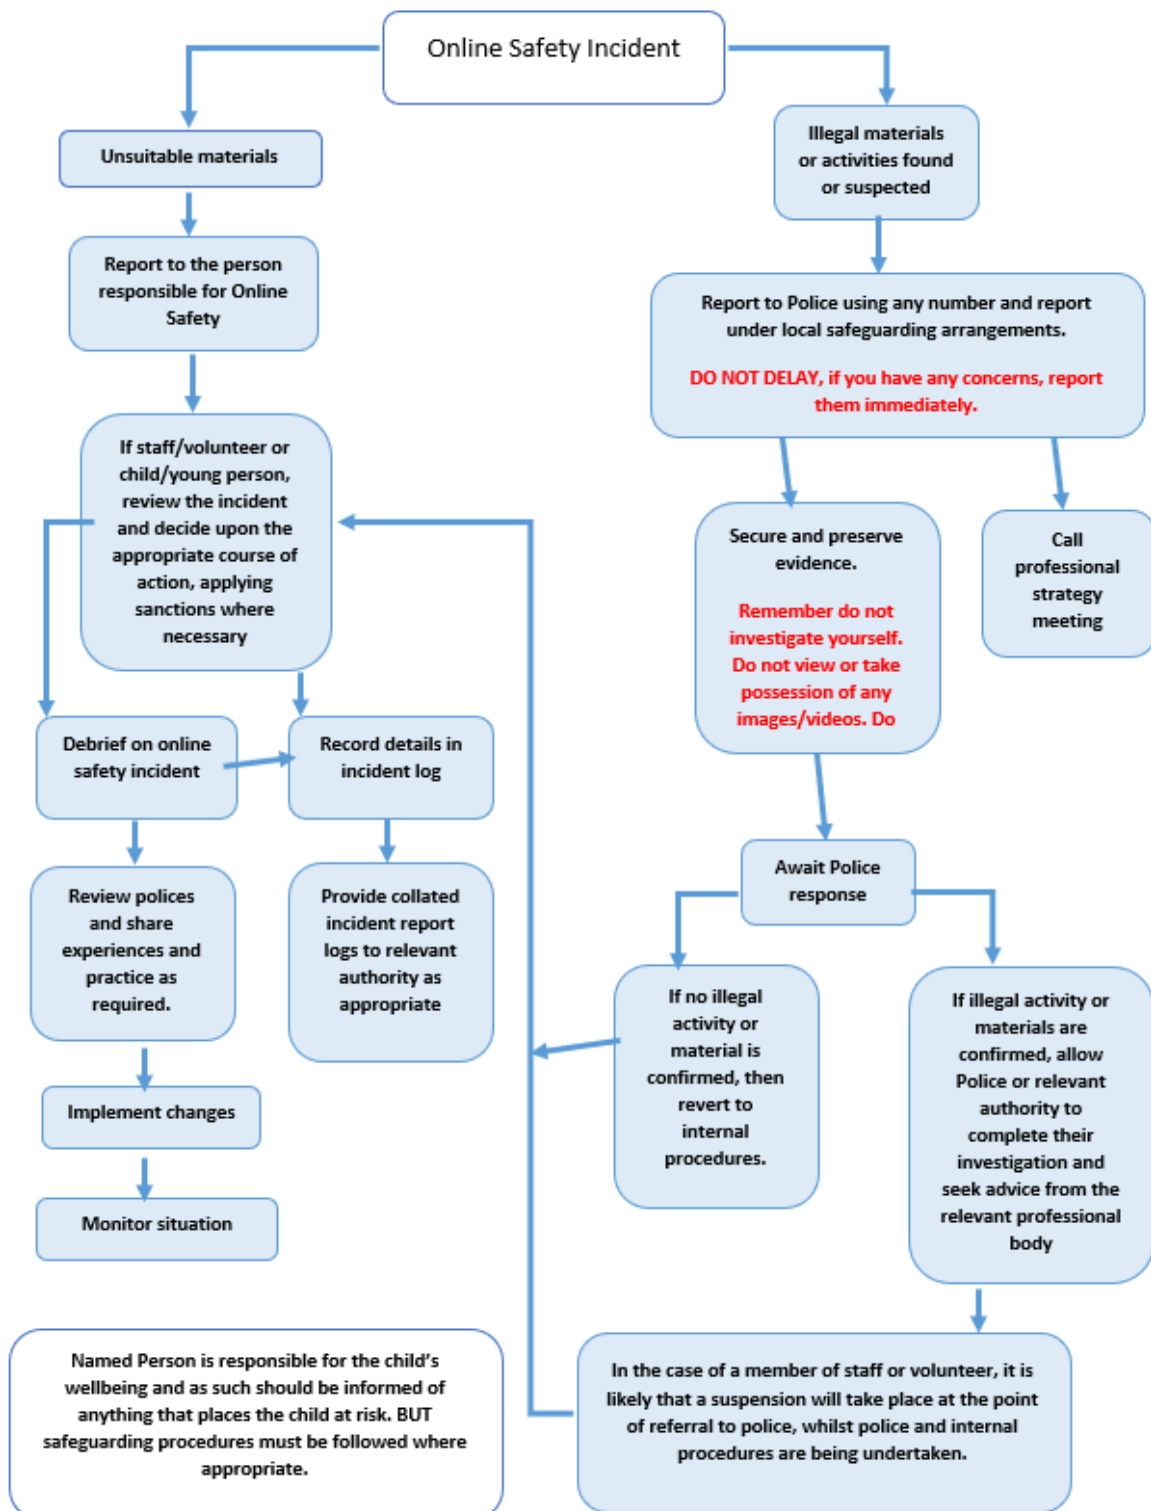 Online Safety Incident
Unsuitable materials
Report to the person
responsible for Online
Safety
If staff/volunteer or
child/young person,
review the incident
and decide upon the
appropriate course of
action, applying
sanctions where
necessary
Debrief on online
safety incident
Record details in
incident log
Review polices
and share
experiences and
practice as
required.
Provide collated
incident report
logs to relevant
authority as
appropriate
Implement changes
Monitor situation
Illegal materials
or activities found
or suspected
Report to Police using any number and report
under local safeguarding arrangements.
DO NOT DELAY, if you have any concerns, report
them immediately.
Secure and preserve
evidence.
Remember do not
investigate yourself.
Do not view or take
possession of any
images/videos. Do
Call
professional
strategy
meeting
Await Police
response
If no illegal
activity or
material is
confirmed, then
revert to
internal
procedures.
If illegal activity or
materials are
confirmed, allow
Police or relevant
authority to
complete their
investigation and
seek advice from the
relevant professional
body
In the case of a member of staff or volunteer, it is
likely that a suspension will take place at the point
of referral to police, whilst police and internal
procedures are being undertaken.
Named Person is responsible for the child's
wellbeing and as such should be informed of
anything that places the child at risk. BUT
safeguarding procedures must be followed where
appropriate.